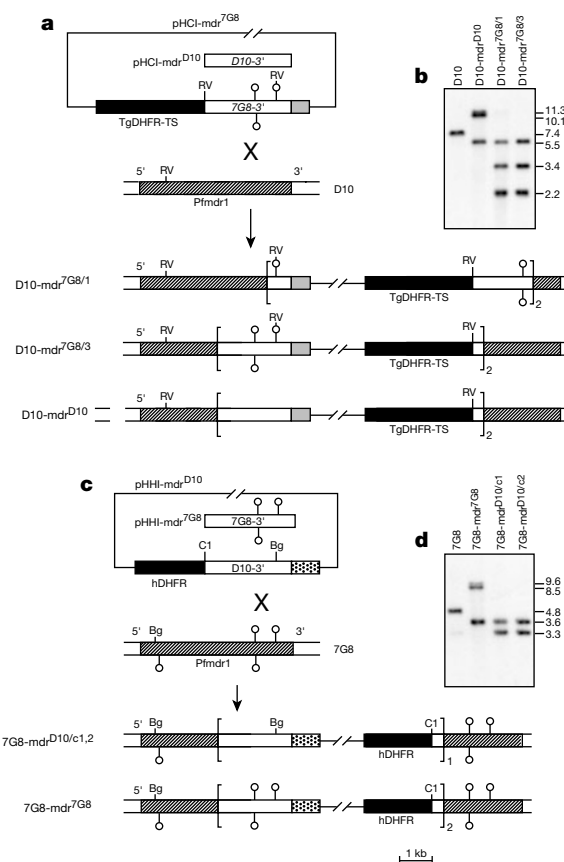 a
pHCI-mdr7G8
pHCI-mdrD10
D10-3'
RV
RV
7G8-3'
TgDHFR-TS
X
5'
RV
3'
D10
Pfmdr1
RV
5'
RV
RV
D10-mdr7G8/1
TgDHFR-TS
2
RV
5'
RV
RV
D10-mdr7G8/3
TgDHFR-TS
2
5'
RV
RV
D10-mdrD10
TgDHFR-TS
2
b
D10
D10-mdrD10
D10-mdr7G8/1
D10-mdr7G8/3
11.3
10.1
7.4
5.5
3.4
2.2
c
pHHI-mdrD10
pHHI-mdr7G8
7G8-3'
C1
Bg
D10-3'
hDHFR
X
5'
Bg
3'
7G8
Pfmdr1
5'
Bg
Bg
C1
7G8-mdrD10/c1,2
hDHFR
1
5'
Bg
C1
7G8-mdr7G8
hDHFR
2
1 kb
d
7G8
7G8-mdr7G8
7G8-mdrD10/c1
7G8-mdrD10/c2
9.6
8.5
4.8
3.6
3.3